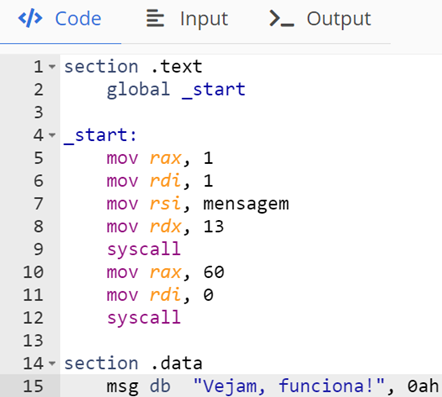 </> Code Input >_ Output
1 section .text
2 global _start
3
4 _start:
5 mov rax, 1
6 mov rdi, 1
7 mov rsi, mensagem
8 mov rdx, 13
9 syscall
10 mov rax, 60
11 mov rdi, 0
12 syscall
13
14 section .data
15 msg db "Vejam, funciona!", 0ah